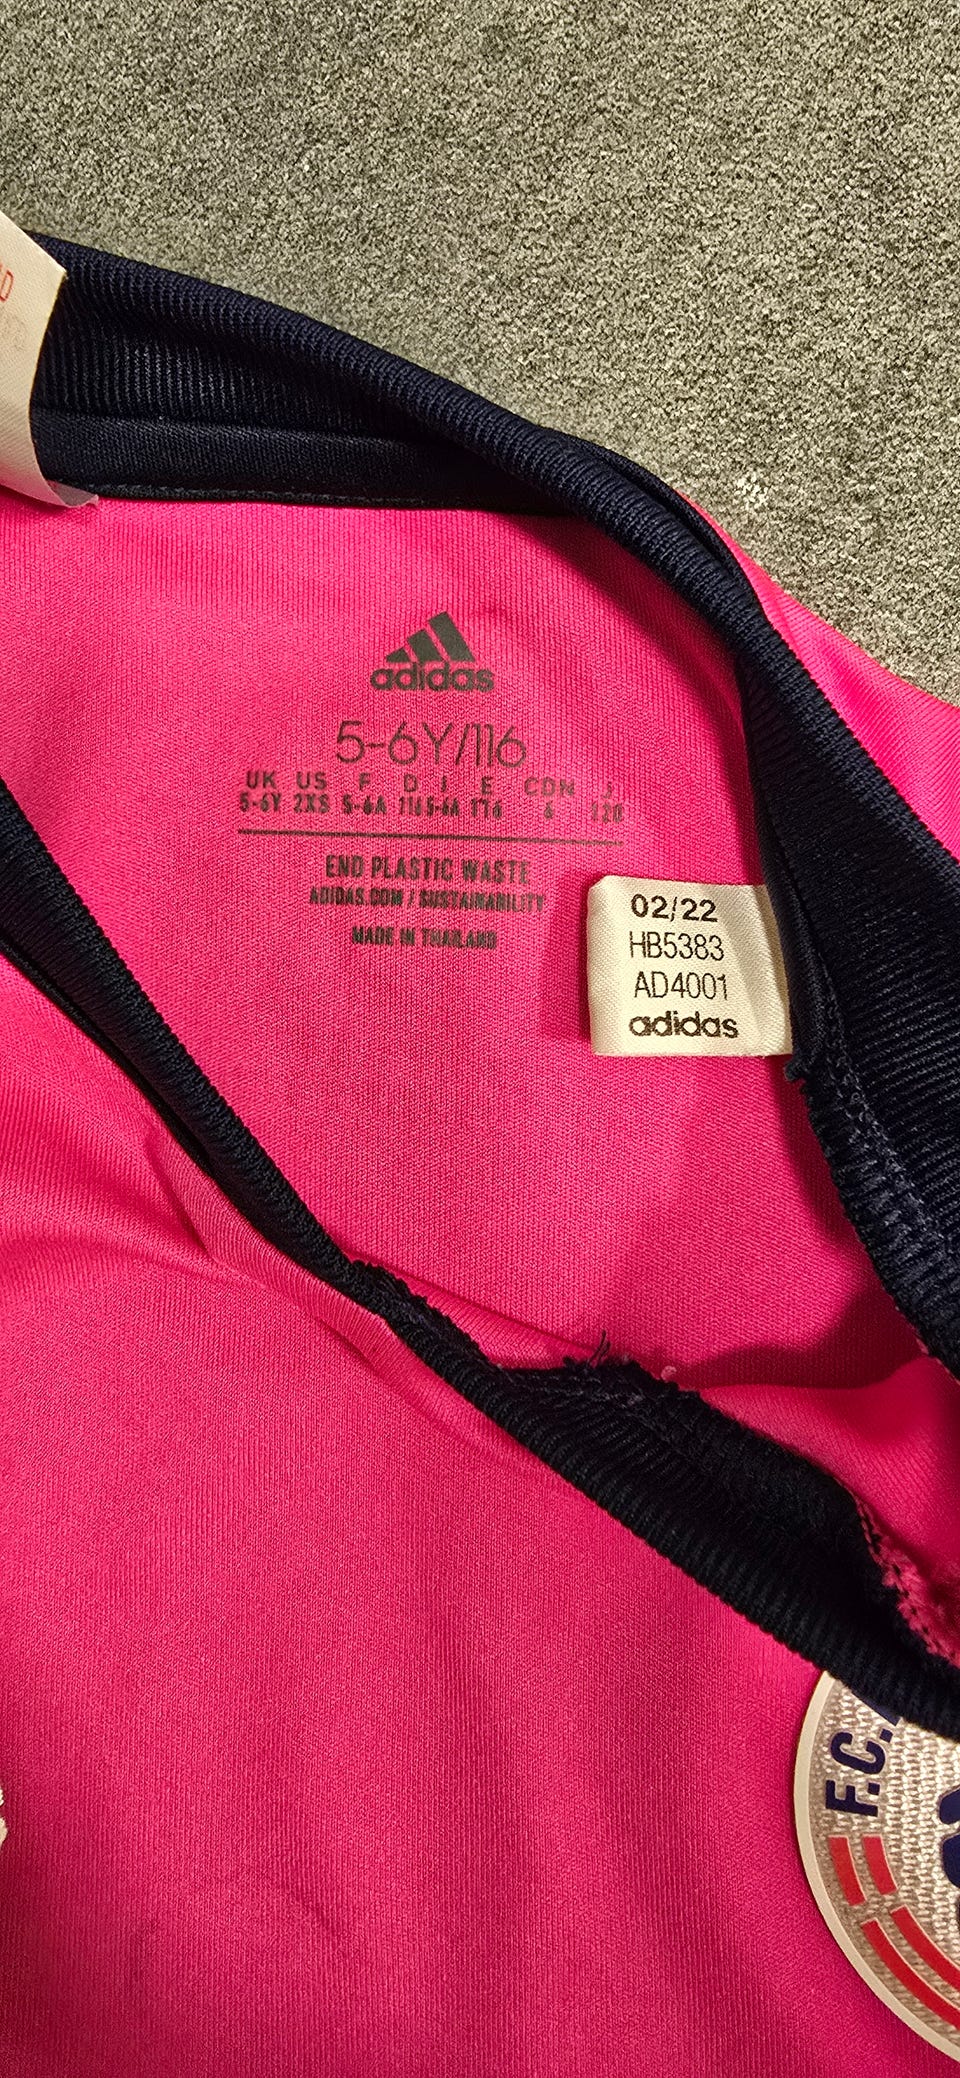 adidas
5-6Y/116
UK US F D I E CDN J
5-6Y 2XS 5-6A 116 5-6A 116 6 120
END PLASTIC WASTE
ADIDAS.COM / SUSTAINABILITY
MADE IN THAILAND
02/22
HB5383
AD4001
adidas
F.C.